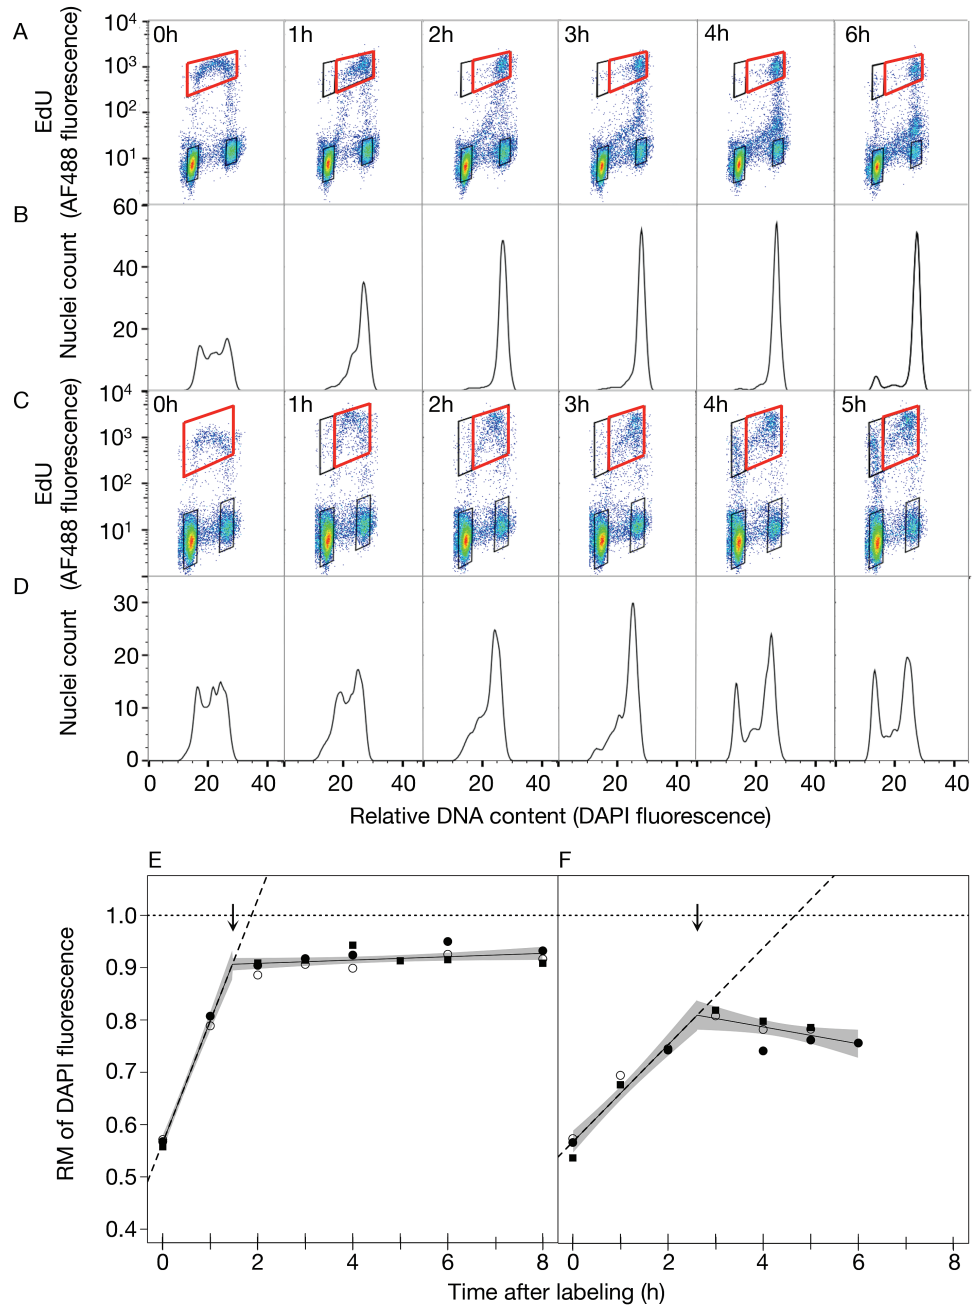 A
EdU
(AF488 fluorescence)
10⁴
10³
10²
10¹
0h
1h
2h
3h
4h
6h
B
Nuclei count
60
40
20
C
EdU
(AF488 fluorescence)
10⁴
10³
10²
10¹
0h
1h
2h
3h
4h
5h
D
Nuclei count
30
20
10
0
0 20 40 20 40 20 40 20 40 20 40 20 40
Relative DNA content (DAPI fluorescence)
E F
RM of DAPI fluorescence
1.0
0.9
0.8
0.7
0.6
0.5
0.4
0 2 4 6 8 0 2 4 6 8
Time after labeling (h)